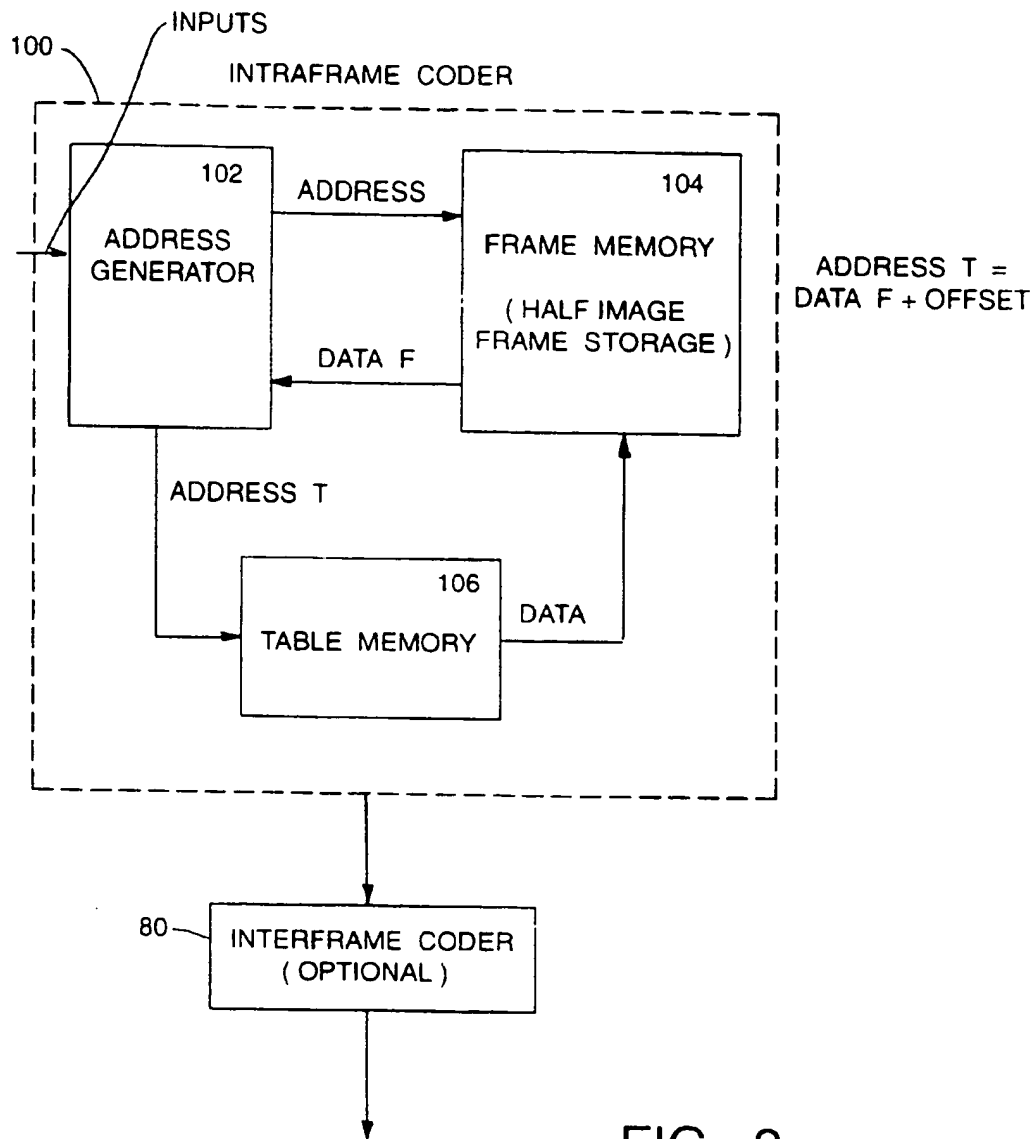 INPUTS
100
INTRAFRAME CODER
102
ADDRESS
GENERATOR
ADDRESS
104
FRAME MEMORY
( HALF IMAGE
FRAME STORAGE )
DATA F
ADDRESS T =
DATA F + OFFSET
ADDRESS T
106
TABLE MEMORY
DATA
80
INTERFRAME CODER
( OPTIONAL )
FIG.